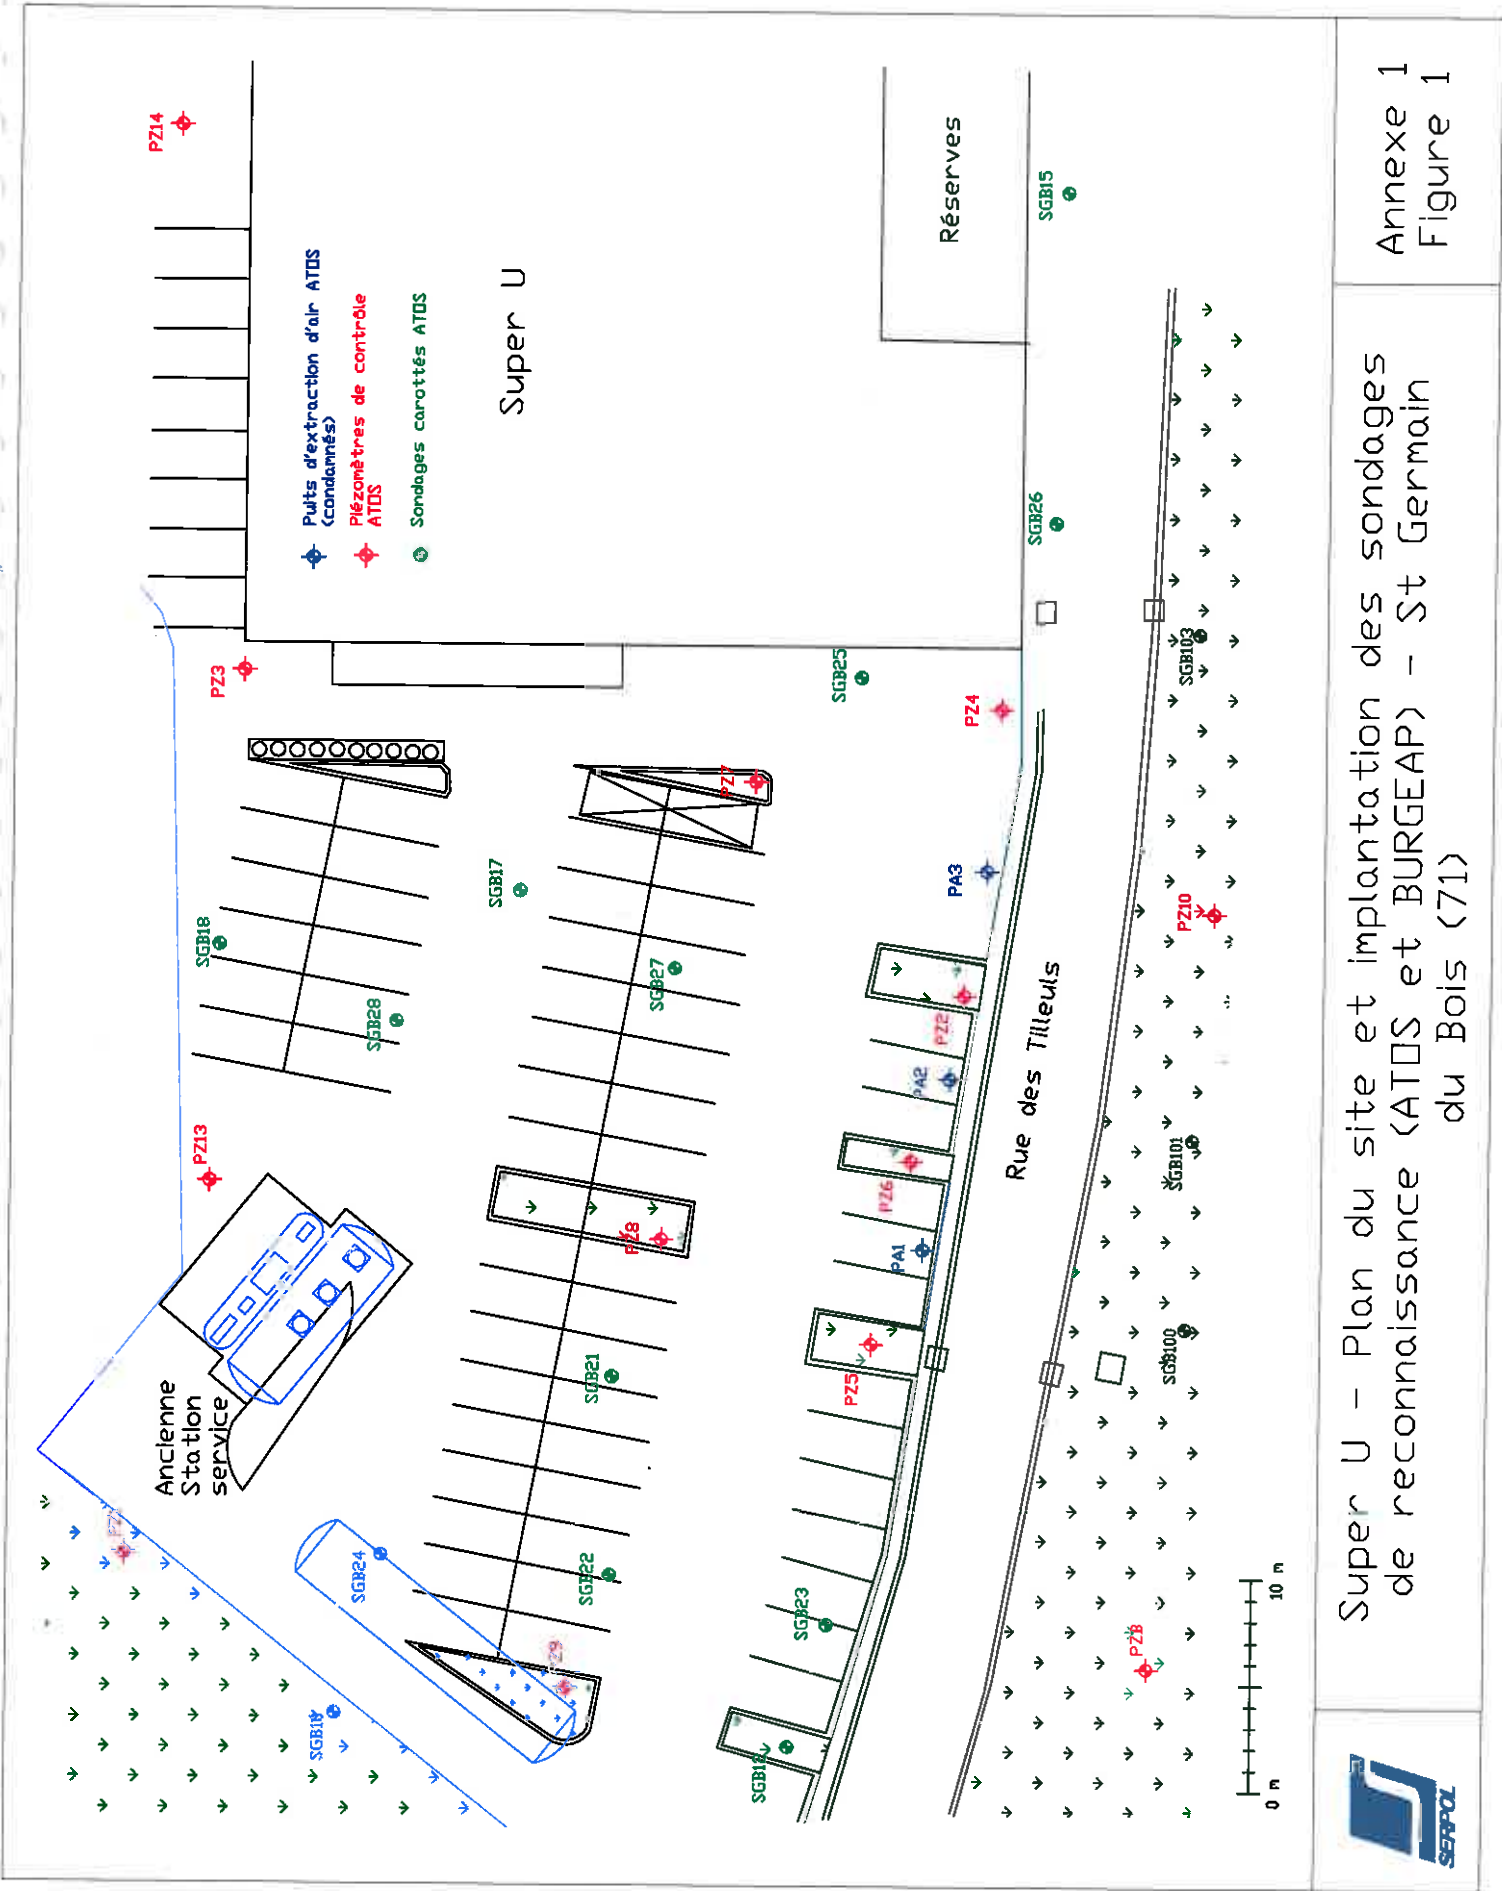 PZ14
Puits d'extraction d'air ATOS
(condamnés)
Piézomètres de contrôle
ATOS
Sondages carottés ATOS
Super U
Réserves
SGB15
SGB26
PZ3
SGB25
PZ4
SGB103
PZ7
SGB17
PA3
PZ10
SGB18
SGB27
SGB28
PZ2
PA2
Rue des Tilleuls
PZ13
PZ6
SGB101
PZ8
PA1
SGB21
PZ5
SGB100
Ancienne
Station
service
SGB24
SGB22
SGB23
PZ9
PZB
0 m
10 m
Super U - Plan du site et implantation des sondages
de reconnaissance (ATOS et BURGEAP) - St Germain
du Bois (71)
Annexe 1
Figure 1
SERPOL